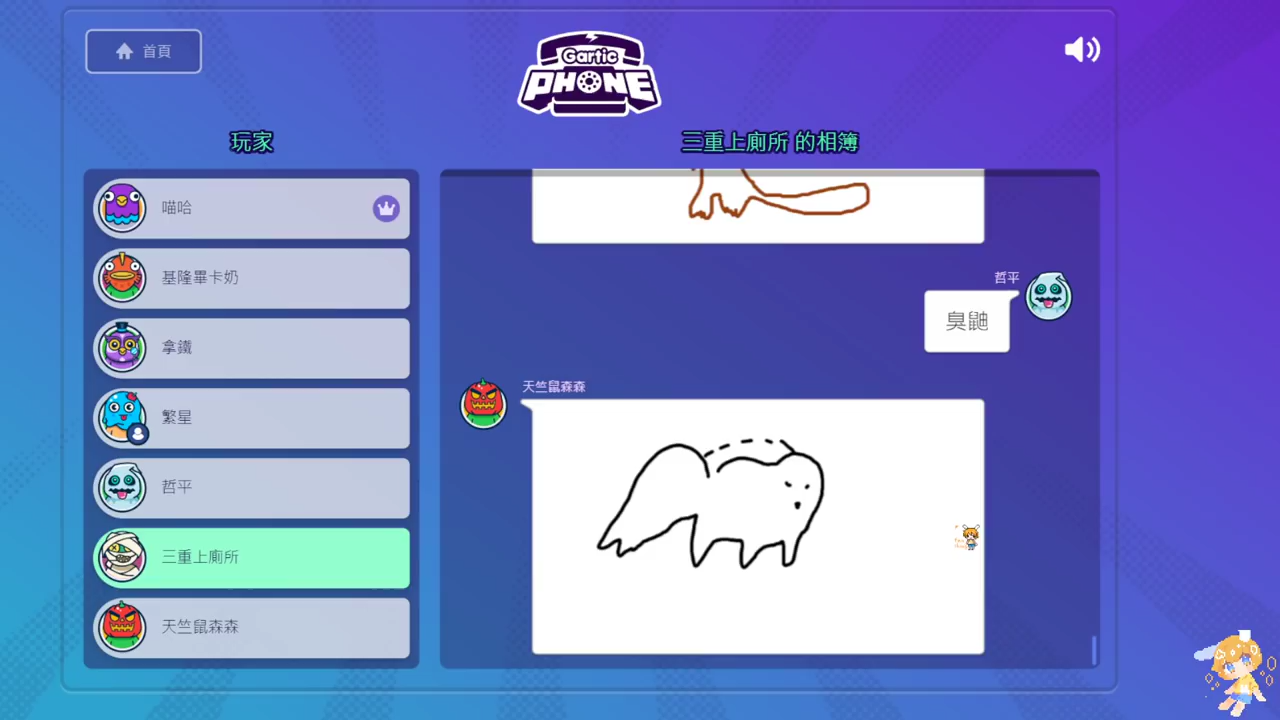 首頁
Gartic
PHONE
玩家
三重上廁所 的相簿
喵哈
基隆畢卡奶
拿鐵
繁星
哲平
三重上廁所
天竺鼠森森
哲平
臭鼬
天竺鼠森森